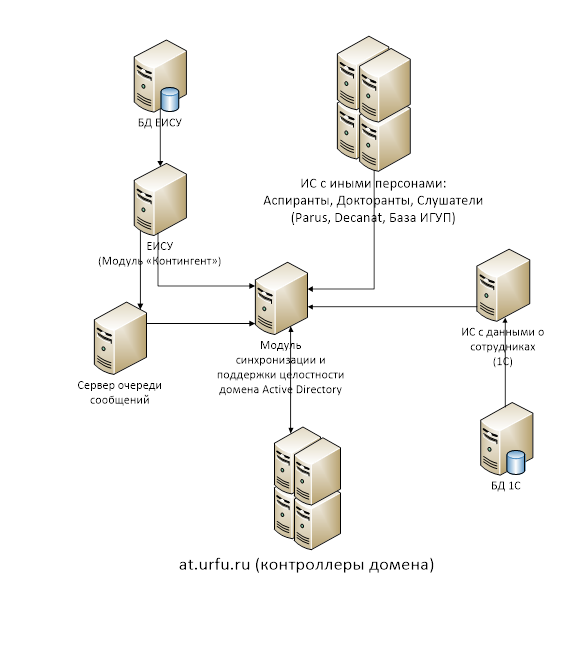 БД ЕИСУ
ИС с иными персонами:
Аспиранты, Докторанты, Слушатели
(Parus, Decanat, База ИГУП)
ЕИСУ
(Модуль «Контингент»)
ИС с данными о
сотрудниках
(1С)
Модуль
синхронизации и
поддержки целостности
домена Active Directory
Сервер очереди
сообщений
БД 1С
at.urfu.ru (контроллеры домена)